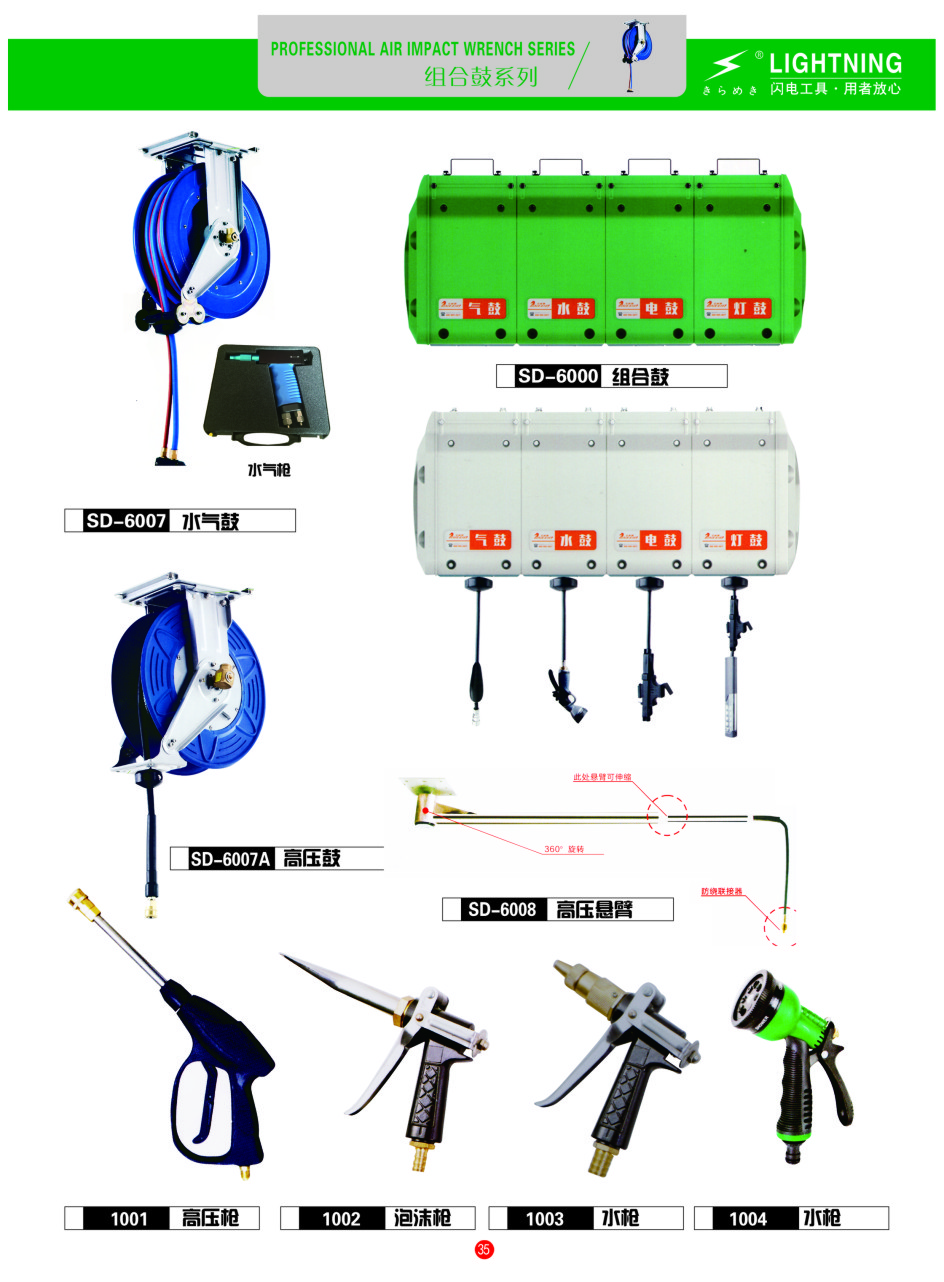 PROFESSIONAL AIR IMPACT WRENCH SERIES
组合鼓系列
® LIGHTNING
きらめき 闪电工具·用者放心
气鼓 水鼓 电鼓 灯鼓
SD-6000 组合鼓
水气枪
SD-6007 水气鼓
气鼓 水鼓 电鼓 灯鼓
此处悬臂可伸缩
360° 旋转
SD-6007A 高压鼓
防绕联接器
SD-6008 高压悬臂
1001 高压枪
1002 泡沫枪
1003 水枪
1004 水枪
35